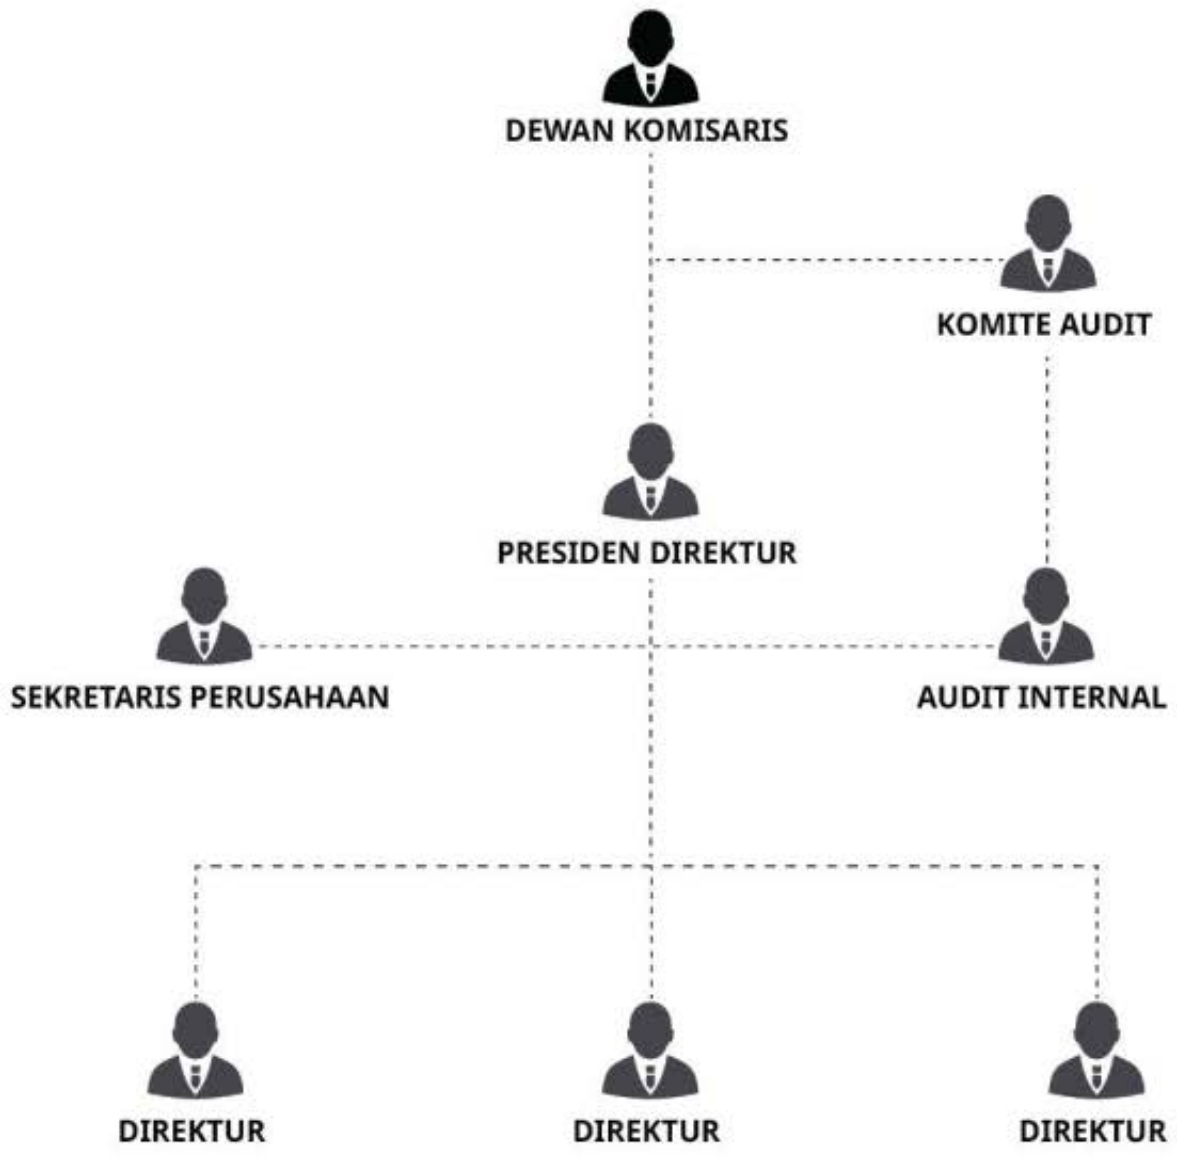 DEWAN KOMISARIS
KOMITE AUDIT
PRESIDEN DIREKTUR
SEKRETARIS PERUSAHAAN
AUDIT INTERNAL
DIREKTUR
DIREKTUR
DIREKTUR